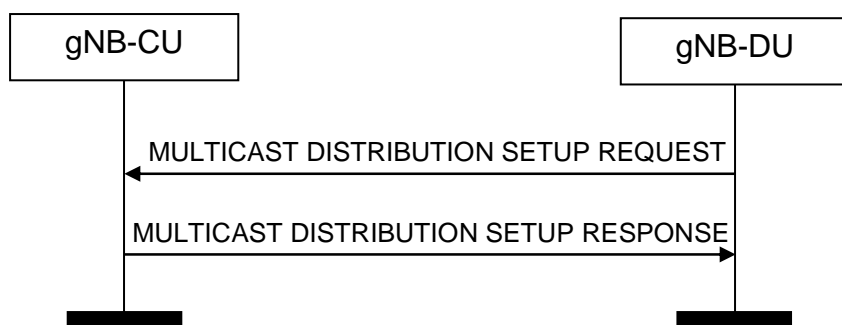 gNB-CU
gNB-DU
MULTICAST DISTRIBUTION SETUP REQUEST
MULTICAST DISTRIBUTION SETUP RESPONSE